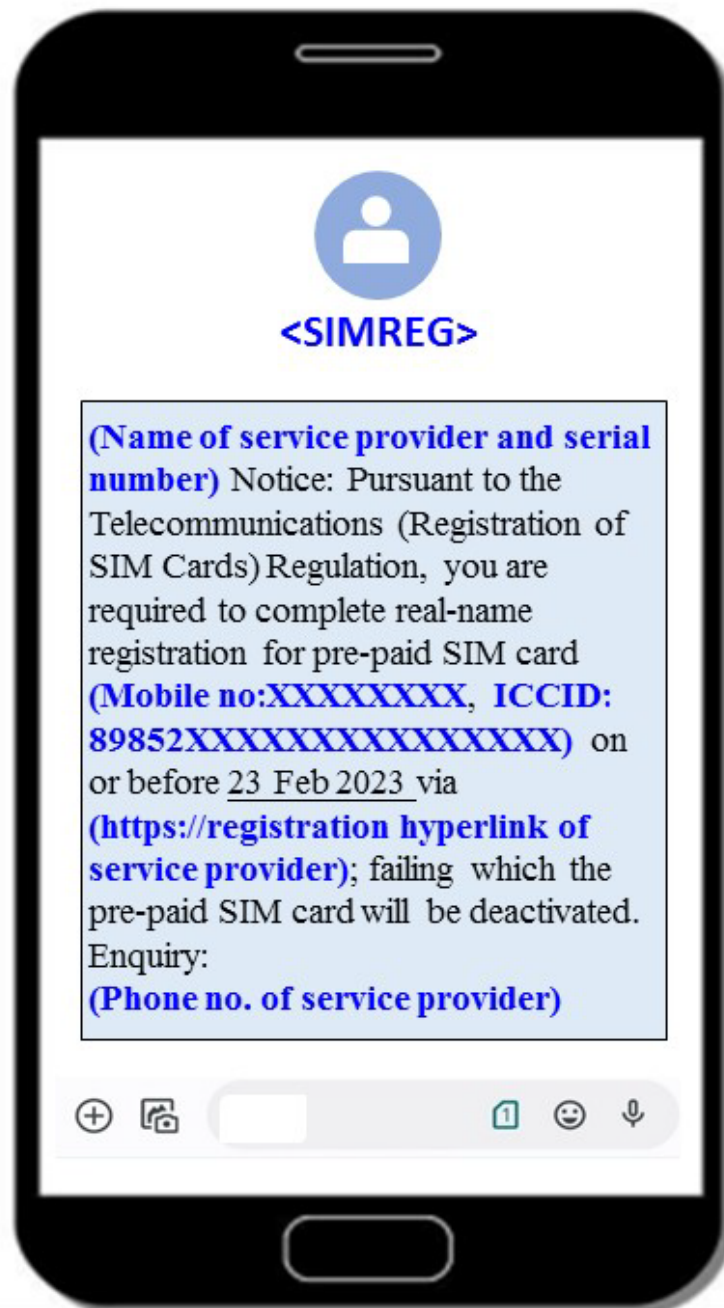 <SIMREG>
(Name of service provider and serial
number) Notice: Pursuant to the
Telecommunications (Registration of
SIM Cards) Regulation, you are
required to complete real-name
registration for pre-paid SIM card
(Mobile no:XXXXXXXX, ICCID:
89852XXXXXXXXXXXXXXX) on
or before 23 Feb 2023 via
(https://registration hyperlink of
service provider); failing which the
pre-paid SIM card will be deactivated.
Enquiry:
(Phone no. of service provider)
1